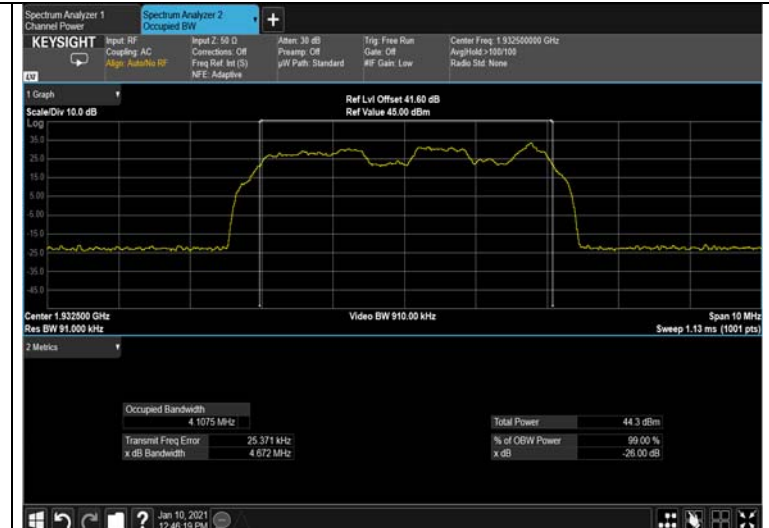 Spectrum Analyzer 1
Channel Power
Spectrum Analyzer 2
Occupied BW
+
KEYSIGHT
Input: RF
Coupling: AC
Align: Auto/No RF
Input Z: 50 Ω
Corrections: Off
Freq Ref: Int (S)
NFE: Adaptive
Atten: 30 dB
Preamp: Off
µW Path: Standard
Trig: Free Run
Gate: Off
#IF Gain: Low
Center Freq: 1.932500000 GHz
Avg|Hold:>100/100
Radio Std: None
1 Graph
Scale/Div 10.0 dB
Ref Lvl Offset 41.60 dB
Ref Value 45.00 dBm
Log
35.0
25.0
15.0
5.00
-5.00
-15.0
-25.0
-35.0
-45.0
Center 1.932500 GHz
Res BW 91.000 kHz
Video BW 910.00 kHz
Span 10 MHz
Sweep 1.13 ms (1001 pts)
2 Metrics
Occupied Bandwidth
4.1075 MHz
Transmit Freq Error 25.371 kHz
x dB Bandwidth 4.672 MHz
Total Power 44.3 dBm
% of OBW Power 99.00 %
x dB -26.00 dB
?
Jan 10, 2021
12:46:19 PM